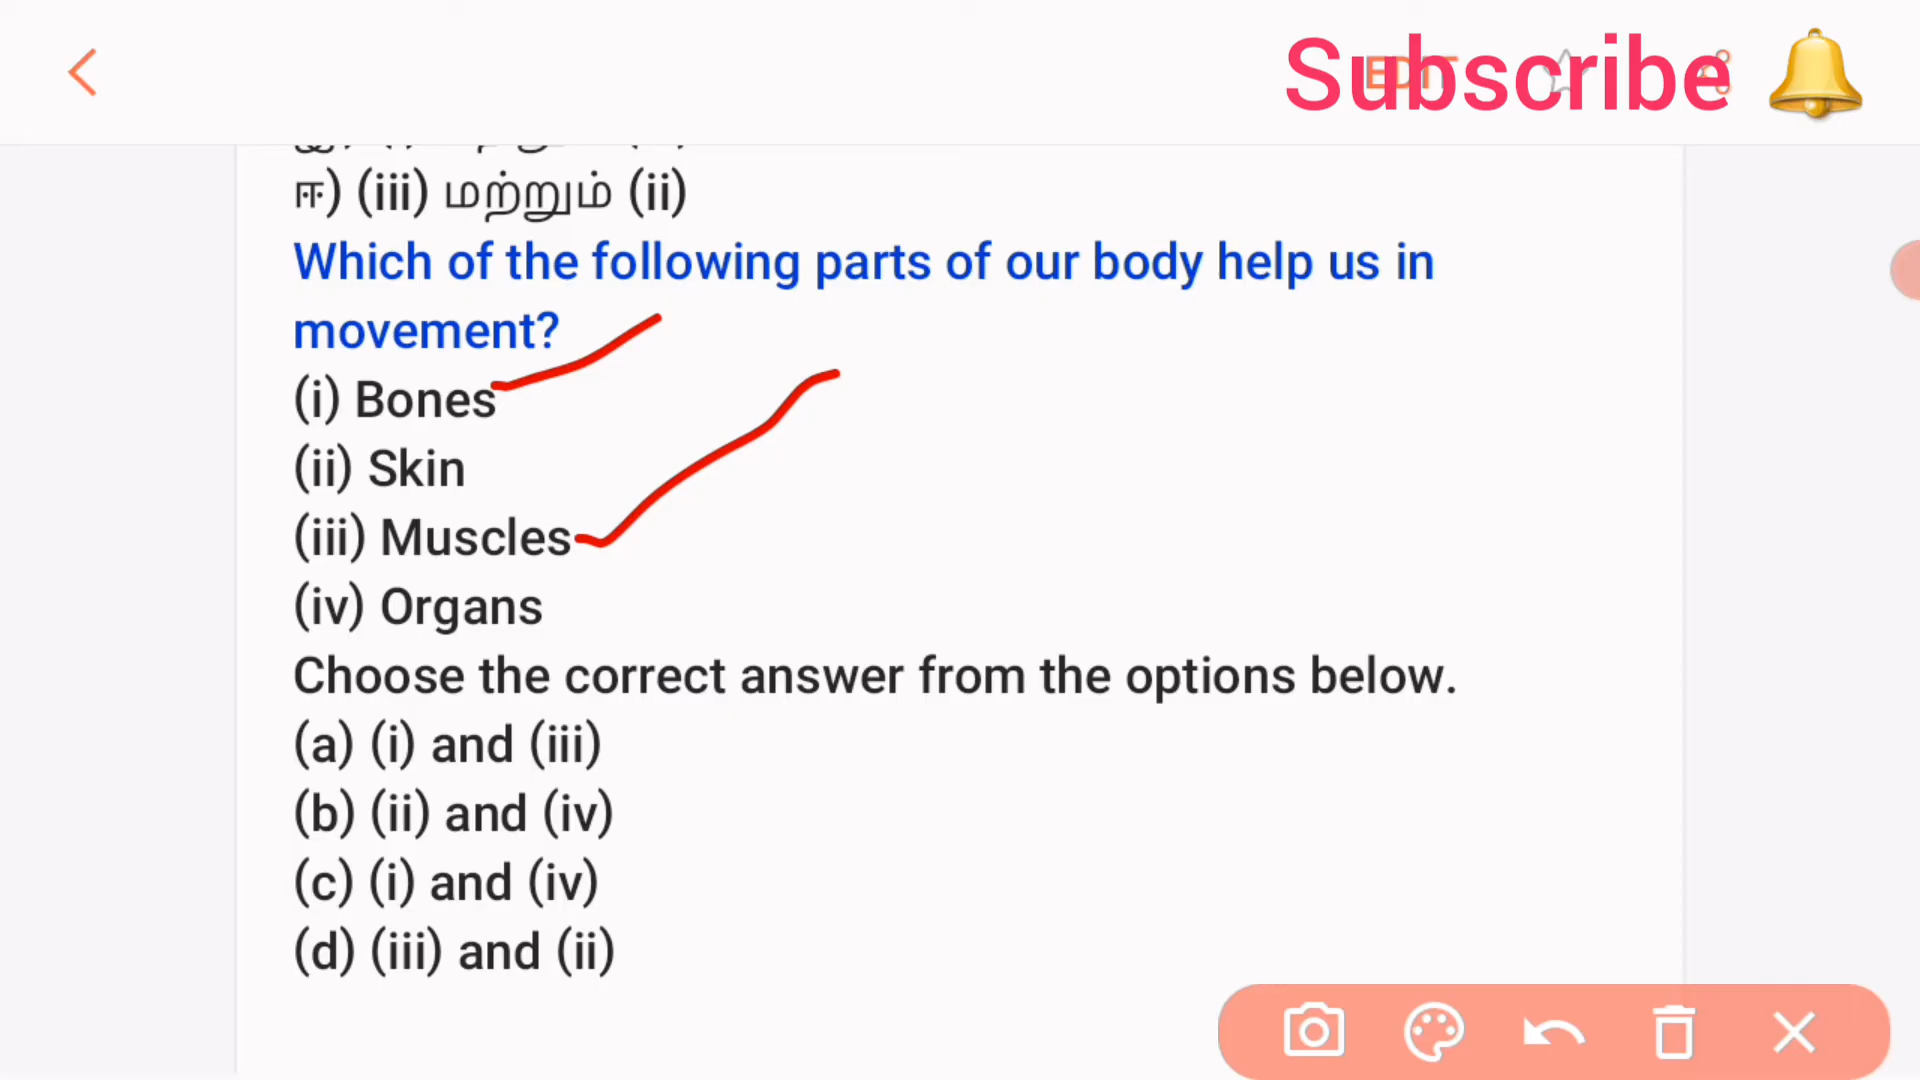 Subscribe 🔔
EDIT
ஈ) (iii) மற்றும் (ii)
Which of the following parts of our body help us in
movement?
(i) Bones
(ii) Skin
(iii) Muscles
(iv) Organs
Choose the correct answer from the options below.
(a) (i) and (iii)
(b) (ii) and (iv)
(c) (i) and (iv)
(d) (iii) and (ii)